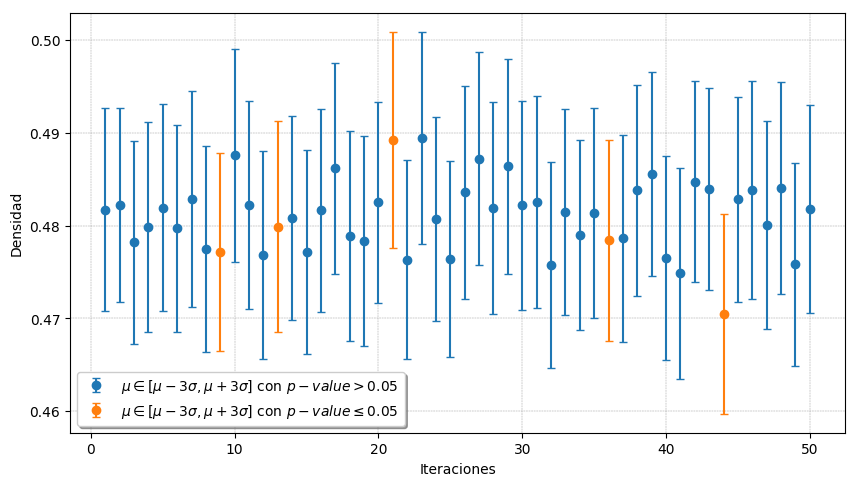 0.50
0.49
0.48
0.47
0.46
Densidad
μ ∈ [μ − 3σ, μ + 3σ] con p − value > 0.05
μ ∈ [μ − 3σ, μ + 3σ] con p − value ≤ 0.05
0 10 20 30 40 50
Iteraciones